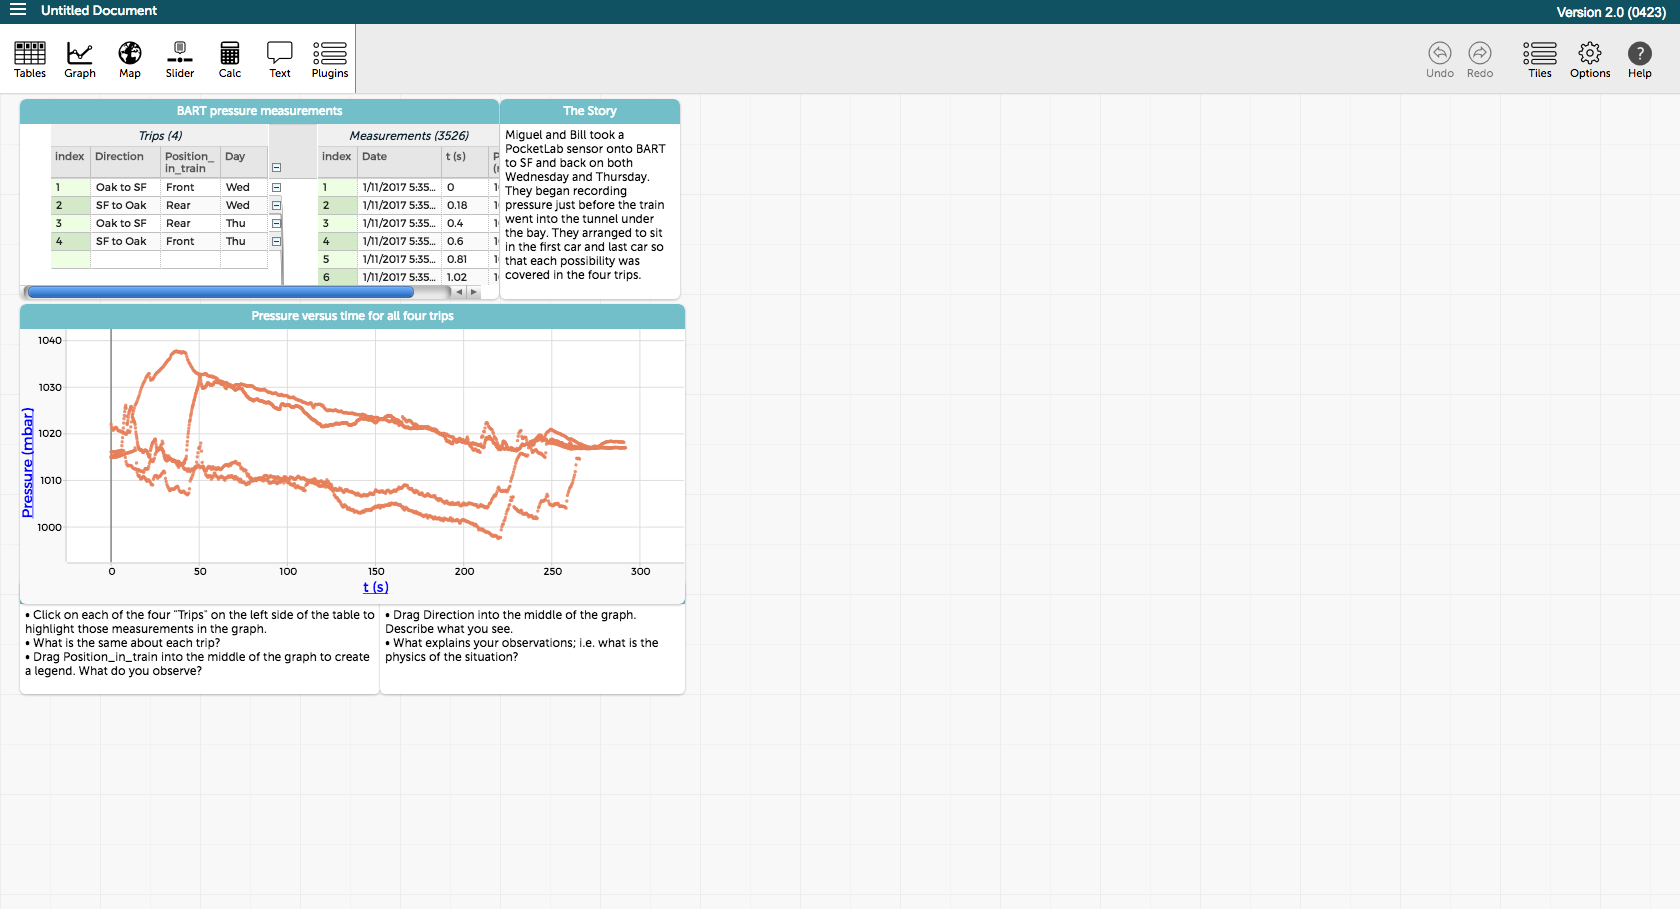 Untitled Document
Version 2.0 (0423)
Tables Graph Map Slider Calc Text Plugins
Undo Redo Tiles Options Help
BART pressure measurements
Trips (4) Measurements (3526)
index Direction Position_in_train Day index Date t (s)
1 Oak to SF Front Wed 1 1/11/2017 5:35... 0
2 SF to Oak Rear Wed 2 1/11/2017 5:35... 0.18
3 Oak to SF Rear Thu 3 1/11/2017 5:35... 0.4
4 SF to Oak Front Thu 4 1/11/2017 5:35... 0.6
5 1/11/2017 5:35... 0.81
6 1/11/2017 5:35... 1.02
The Story
Miguel and Bill took a
PocketLab sensor onto BART
to SF and back on both
Wednesday and Thursday.
They began recording
pressure just before the train
went into the tunnel under
the bay. They arranged to sit
in the first car and last car so
that each possibility was
covered in the four trips.
Pressure versus time for all four trips
Pressure (mbar)
1040
1030
1020
1010
1000
0 50 100 150 200 250 300
t (s)
• Click on each of the four "Trips" on the left side of the table to
highlight those measurements in the graph.
• What is the same about each trip?
• Drag Position_in_train into the middle of the graph to create
a legend. What do you observe?
• Drag Direction into the middle of the graph.
Describe what you see.
• What explains your observations; i.e. what is the
physics of the situation?